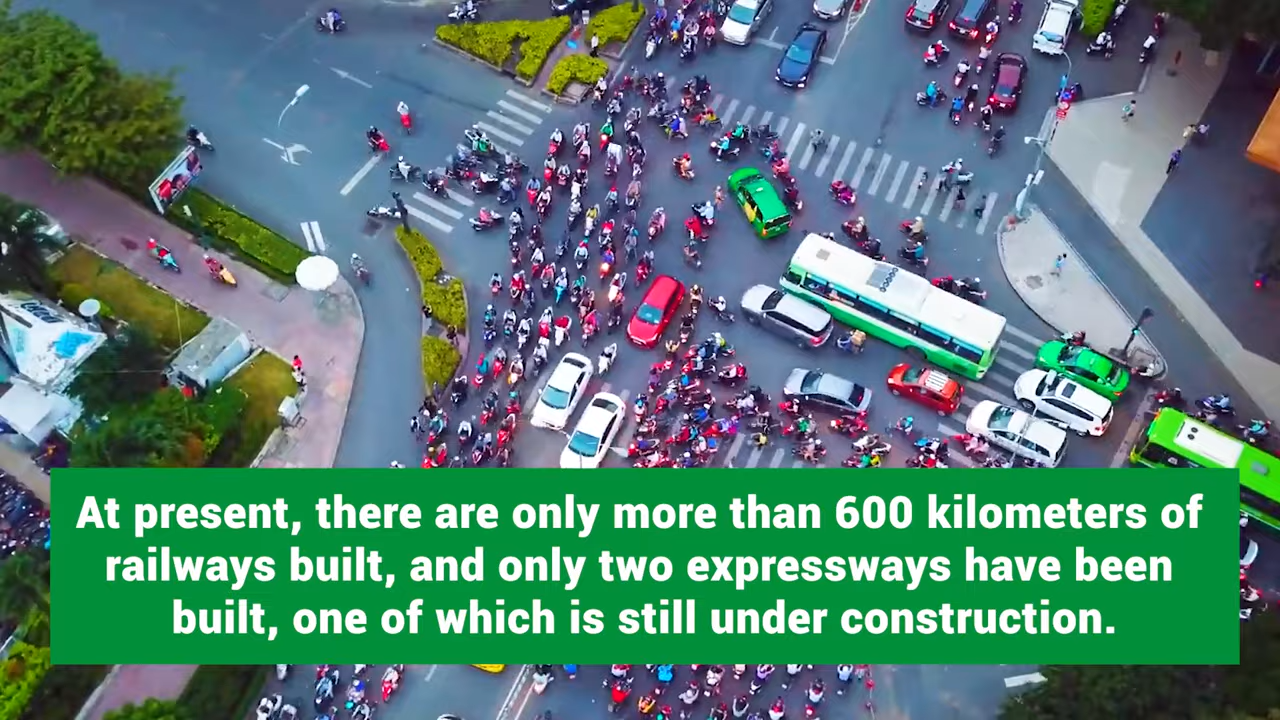 At present, there are only more than 600 kilometers of
railways built, and only two expressways have been
built, one of which is still under construction.